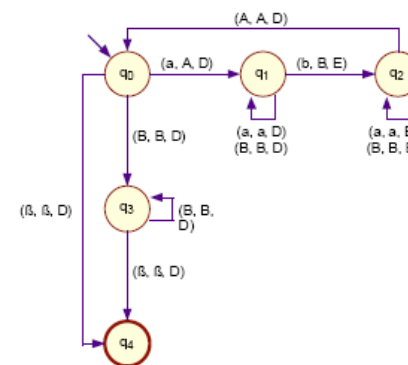 (A, A, D)
q0 (a, A, D) q1 (b, B, E) q2
(a, a, D)
(B, B, D)
(a, a, E
(B, B, E
(B, B, D)
(ß, ß, D) q3 (B, B,
D)
(ß, ß, D)
q4